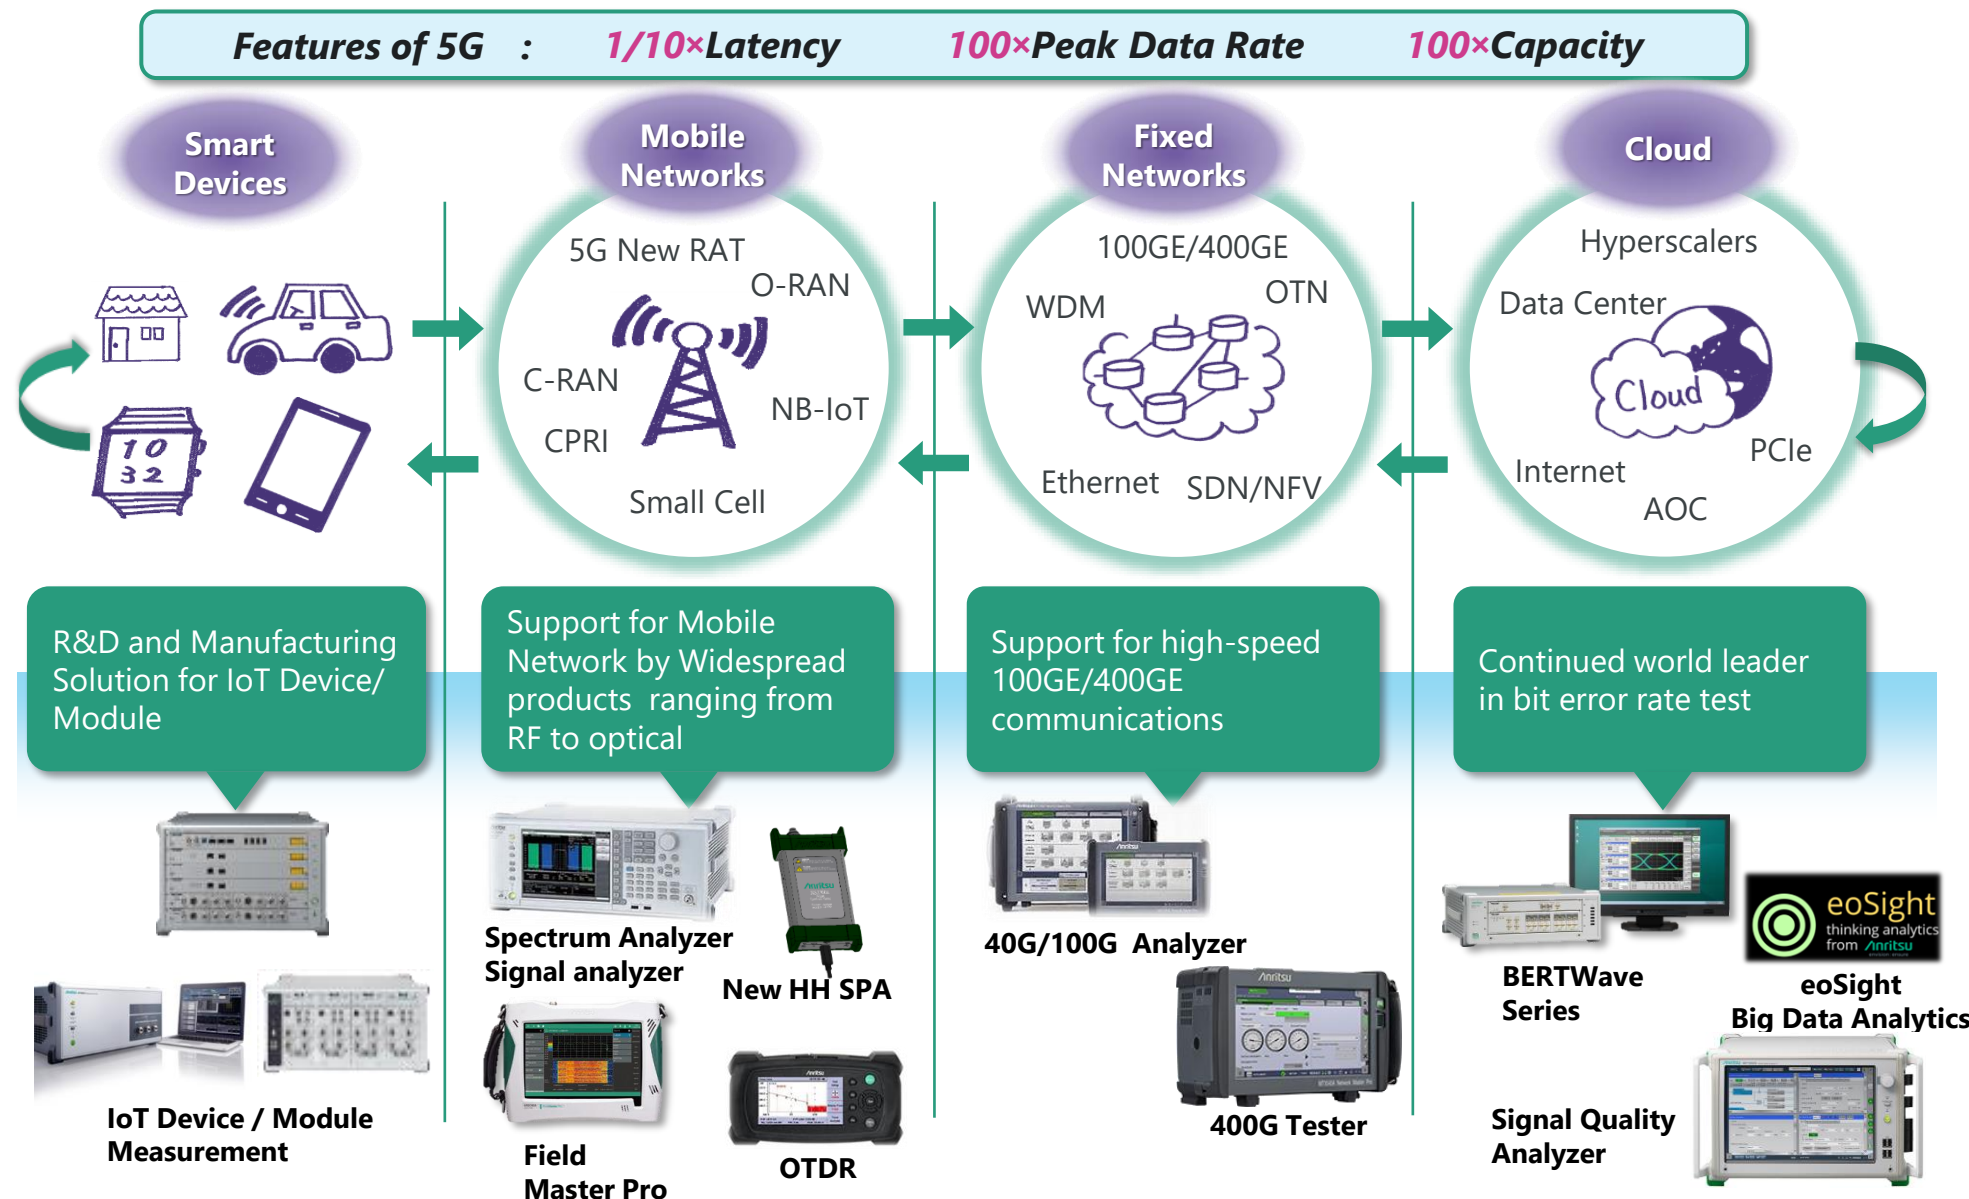 Features of 5G : 1/10×Latency 100×Peak Data Rate 100×Capacity
Smart
Devices
Mobile
Networks
Fixed
Networks
Cloud
5G New RAT
O-RAN
C-RAN
NB-IoT
CPRI
Small Cell
100GE/400GE
OTN
WDM
Ethernet
SDN/NFV
Hyperscalers
Data Center
Cloud
PCIe
Internet
AOC
10
32
R&D and Manufacturing
Solution for IoT Device/
Module
Support for Mobile
Network by Widespread
products ranging from
RF to optical
Support for high-speed
100GE/400GE
communications
Continued world leader
in bit error rate test
IoT Device / Module
Measurement
Spectrum Analyzer
Signal analyzer
Anritsu
New HH SPA
Field
Master Pro
Anritsu
OTDR
Anritsu
40G/100G Analyzer
Anritsu
400G Tester
BERTWave
Series
eoSight
thinking analytics
from Anritsu
eoSight
Big Data Analytics
Signal Quality
Analyzer